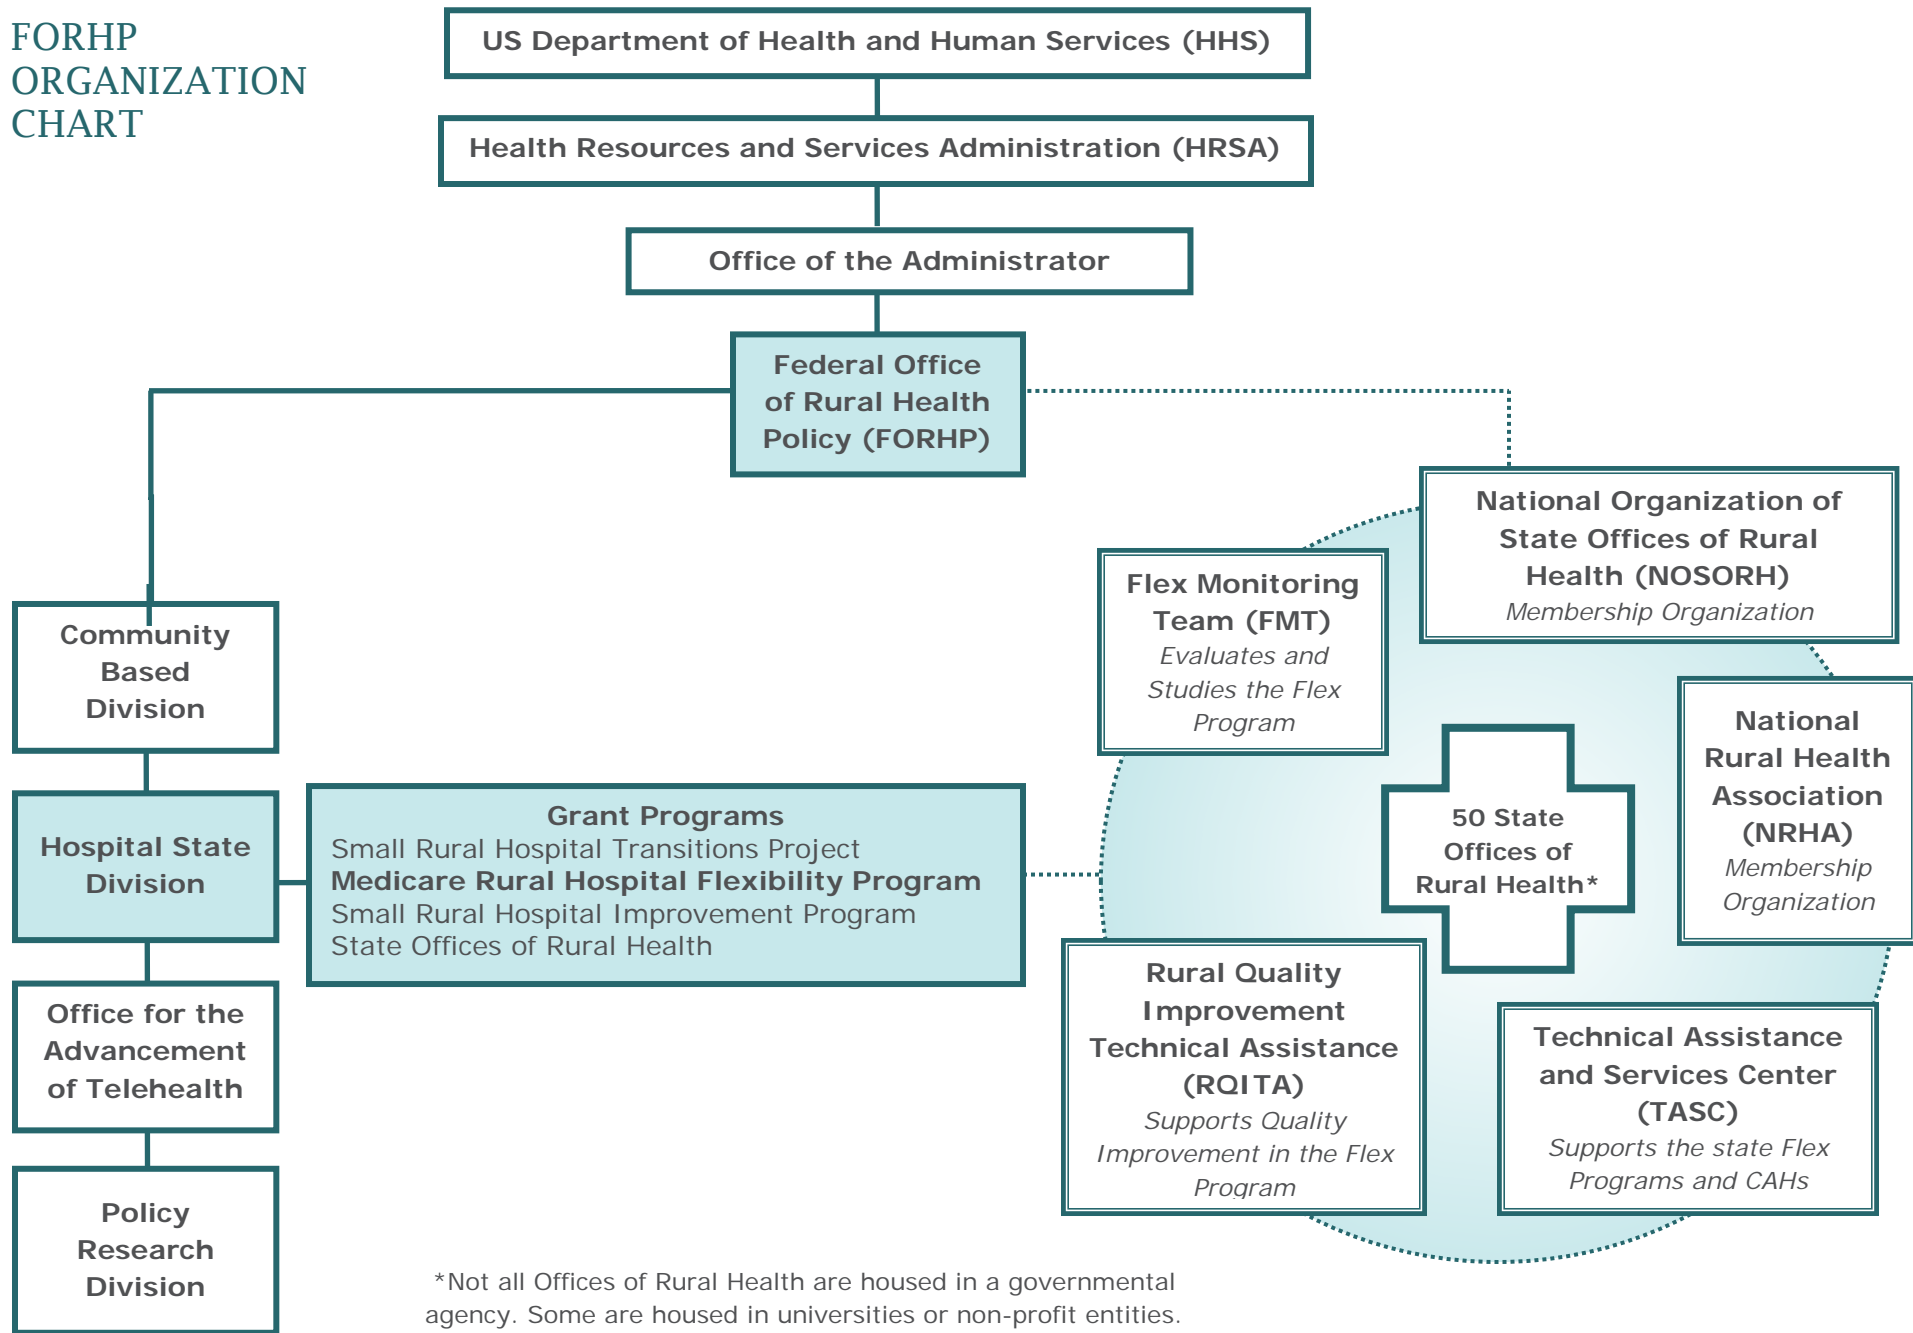 FORHP
ORGANIZATION
CHART
US Department of Health and Human Services (HHS)
Health Resources and Services Administration (HRSA)
Office of the Administrator
Federal Office
of Rural Health
Policy (FORHP)
National Organization of
State Offices of Rural
Health (NOSORH)
Membership Organization
Flex Monitoring
Team (FMT)
Evaluates and
Studies the Flex
Program
National
Rural Health
Association
(NRHA)
Membership
Organization
50 State
Offices of
Rural Health*
Community
Based
Division
Hospital State
Division
Grant Programs
Small Rural Hospital Transitions Project
Medicare Rural Hospital Flexibility Program
Small Rural Hospital Improvement Program
State Offices of Rural Health
Office for the
Advancement
of Telehealth
Policy
Research
Division
Rural Quality
Improvement
Technical Assistance
(RQITA)
Supports Quality
Improvement in the Flex
Program
Technical Assistance
and Services Center
(TASC)
Supports the state Flex
Programs and CAHs
*Not all Offices of Rural Health are housed in a governmental
agency. Some are housed in universities or non-profit entities.